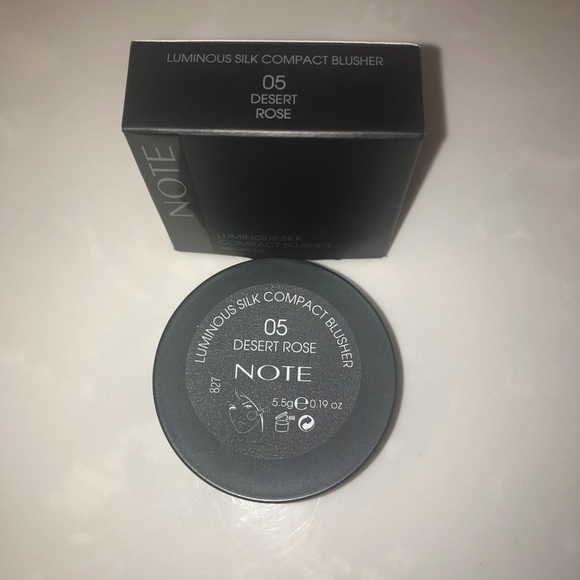 LUMINOUS SILK COMPACT BLUSHER
05
DESERT
ROSE
NOTE
LUMINOUS SILK
COMPACT BLUSHER
LUMINOUS SILK COMPACT BLUSHER
05
DESERT ROSE
NOTE
827
5.5g℮0.19 oz
24M